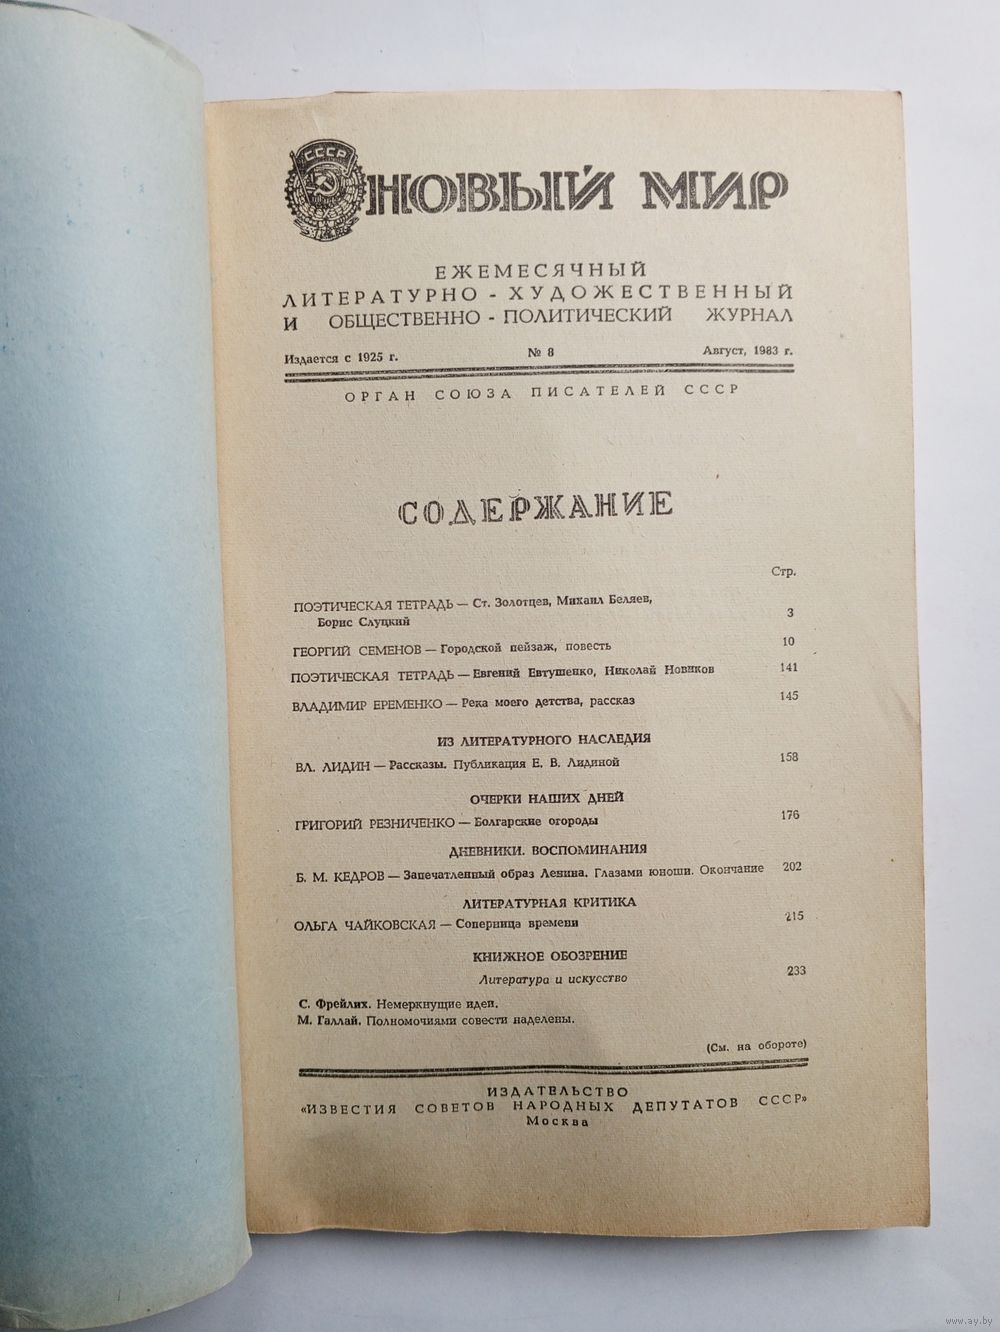 СССР
НОВЫЙ МИР
ЕЖЕМЕСЯЧНЫЙ
ЛИТЕРАТУРНО - ХУДОЖЕСТВЕННЫЙ
И ОБЩЕСТВЕННО - ПОЛИТИЧЕСКИЙ ЖУРНАЛ
Издается с 1925 г. № 8 Август, 1983 г.
ОРГАН СОЮЗА ПИСАТЕЛЕЙ СССР
СОДЕРЖАНИЕ
Стр.
ПОЭТИЧЕСКАЯ ТЕТРАДЬ — Ст. Золотцев, Михаил Беляев,
Борис Слуцкий 3
ГЕОРГИЙ СЕМЕНОВ — Городской пейзаж, повесть 10
ПОЭТИЧЕСКАЯ ТЕТРАДЬ — Евгений Евтушенко, Николай Новиков 141
ВЛАДИМИР ЕРЕМЕНКО — Река моего детства, рассказ 145
ИЗ ЛИТЕРАТУРНОГО НАСЛЕДИЯ
ВЛ. ЛИДИН — Рассказы. Публикация Е. В. Лидиной 158
ОЧЕРКИ НАШИХ ДНЕЙ
ГРИГОРИЙ РЕЗНИЧЕНКО — Болгарские огороды 176
ДНЕВНИКИ. ВОСПОМИНАНИЯ
Б. М. КЕДРОВ — Запечатленный образ Ленина. Глазами юноши. Окончание 202
ЛИТЕРАТУРНАЯ КРИТИКА
ОЛЬГА ЧАЙКОВСКАЯ — Соперница времени 215
КНИЖНОЕ ОБОЗРЕНИЕ
Литература и искусство 233
С. Фрейлих. Немеркнущие идеи.
М. Галлай. Полномочиями совести наделены.
(См. на обороте)
ИЗДАТЕЛЬСТВО
«ИЗВЕСТИЯ СОВЕТОВ НАРОДНЫХ ДЕПУТАТОВ СССР»
Москва
www.ay.by